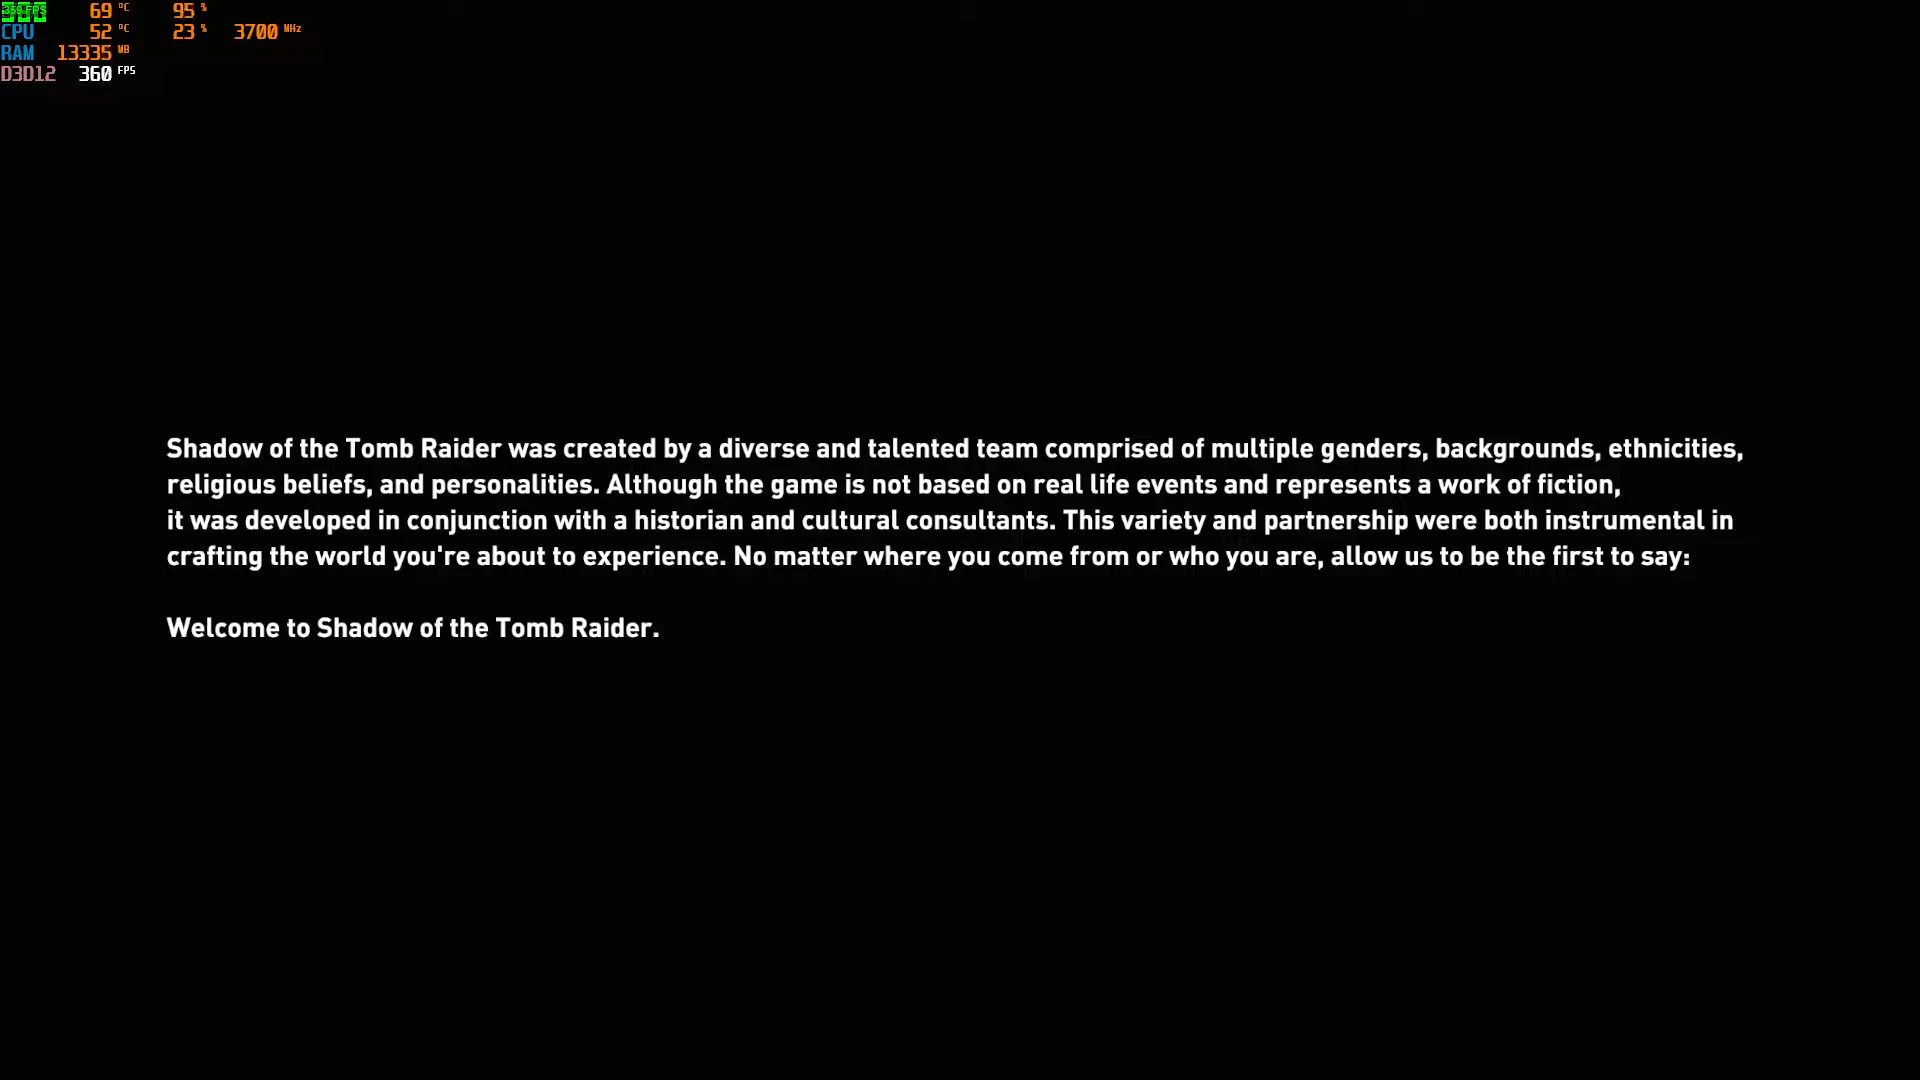 359 FPS 69 °C 95 %
CPU 52 °C 23 % 3700 MHz
RAM 13335 MB
D3D12 360 FPS
Shadow of the Tomb Raider was created by a diverse and talented team comprised of multiple genders, backgrounds, ethnicities,
religious beliefs, and personalities. Although the game is not based on real life events and represents a work of fiction,
it was developed in conjunction with a historian and cultural consultants. This variety and partnership were both instrumental in
crafting the world you're about to experience. No matter where you come from or who you are, allow us to be the first to say:
Welcome to Shadow of the Tomb Raider.